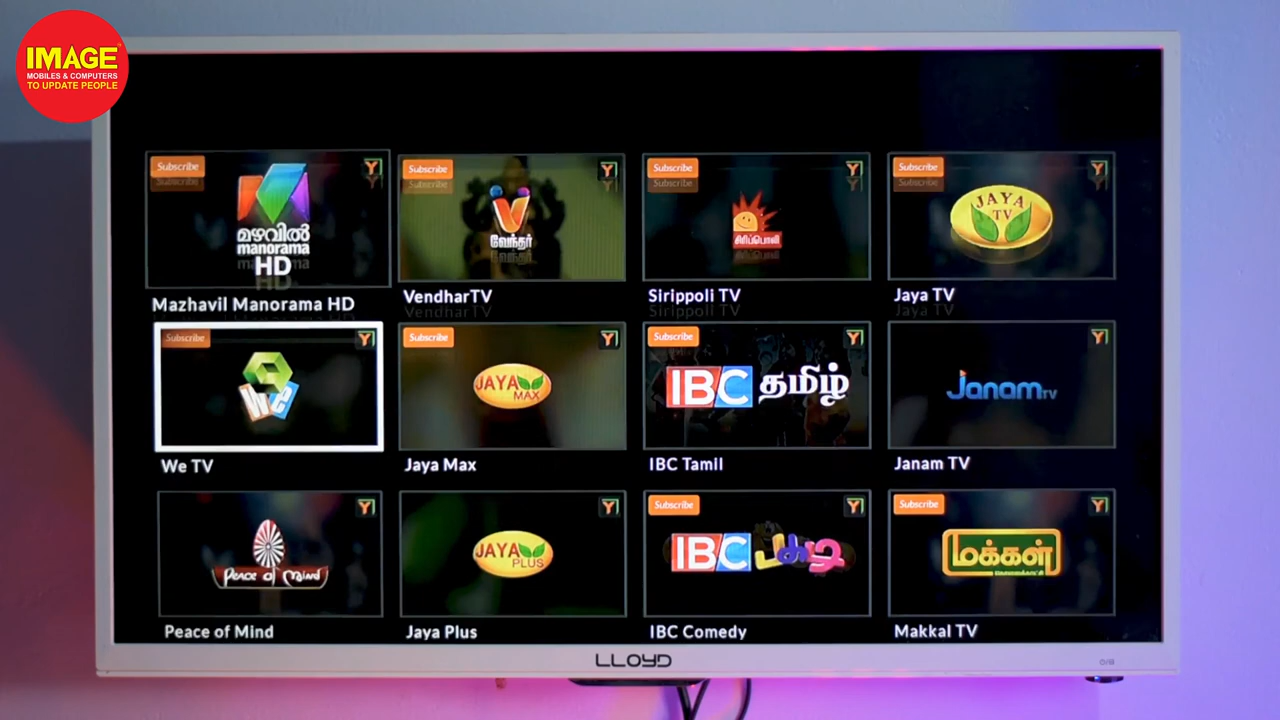 IMAGE
MOBILES & COMPUTERS
TO UPDATE PEOPLE
Subscribe
മഴവിൽ
manorama
HD
Mazhavil Manorama HD
Subscribe
வேந்தர்
VendharTV
Subscribe
சிரிப்பொலி
Sirippoli TV
Subscribe
JAYA
TV
Jaya TV
Subscribe
We
We TV
Subscribe
JAYA
MAX
Jaya Max
Subscribe
IBC தமிழ்
IBC Tamil
Janam TV
Janam TV
Peace of Mind
Peace of Mind
JAYA
PLUS
Jaya Plus
Subscribe
IBC
IBC Comedy
Subscribe
மக்கள்
Makkal TV
LLOYD